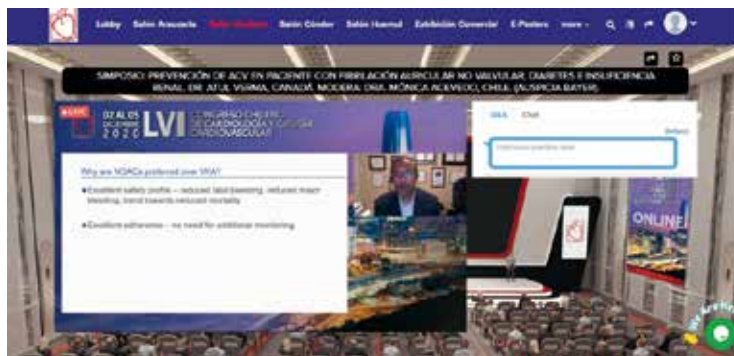 Lobby Salón Araucaria Salón Cóndor Salón Huemul Exhibición Comercial E-Posters more
SIMPOSIO: PREVENCIÓN DE ACV EN PACIENTE CON FIBRILACIÓN AURICULAR NO VALVULAR, DIABETES E INSUFICIENCIA
RENAL. DR. ATUL VERMA, CANADÁ. MODERA: DRA. MÓNICA ACEVEDO, CHILE. (AUSPICIA BAYER).
02 AL 05
DICIEMBRE
2020
LVI
CONGRESO CHILENO
DE CARDIOLOGÍA Y CIRUGÍA
CARDIOVASCULAR
Q&A Chat
Why are NOACs preferred over VKA?
Excellent safety profile – reduced fatal bleeding, reduced major
bleeding, trend towards reduced mortality
Excellent adherence – no need for additional monitoring
ONLINE